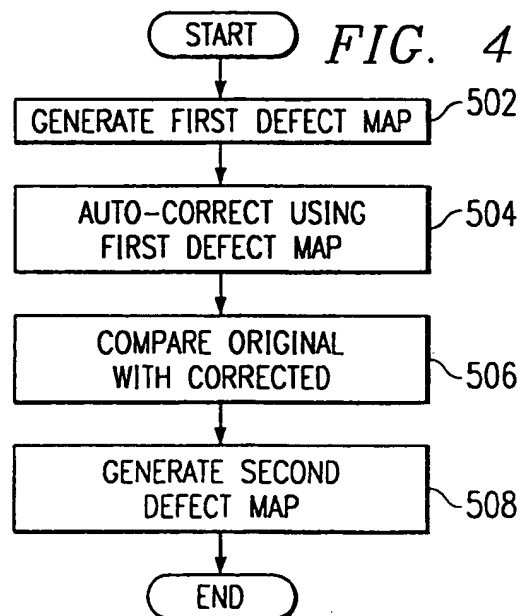 START
FIG. 4
GENERATE FIRST DEFECT MAP
502
AUTO-CORRECT USING
FIRST DEFECT MAP
504
COMPARE ORIGINAL
WITH CORRECTED
506
GENERATE SECOND
DEFECT MAP
508
END